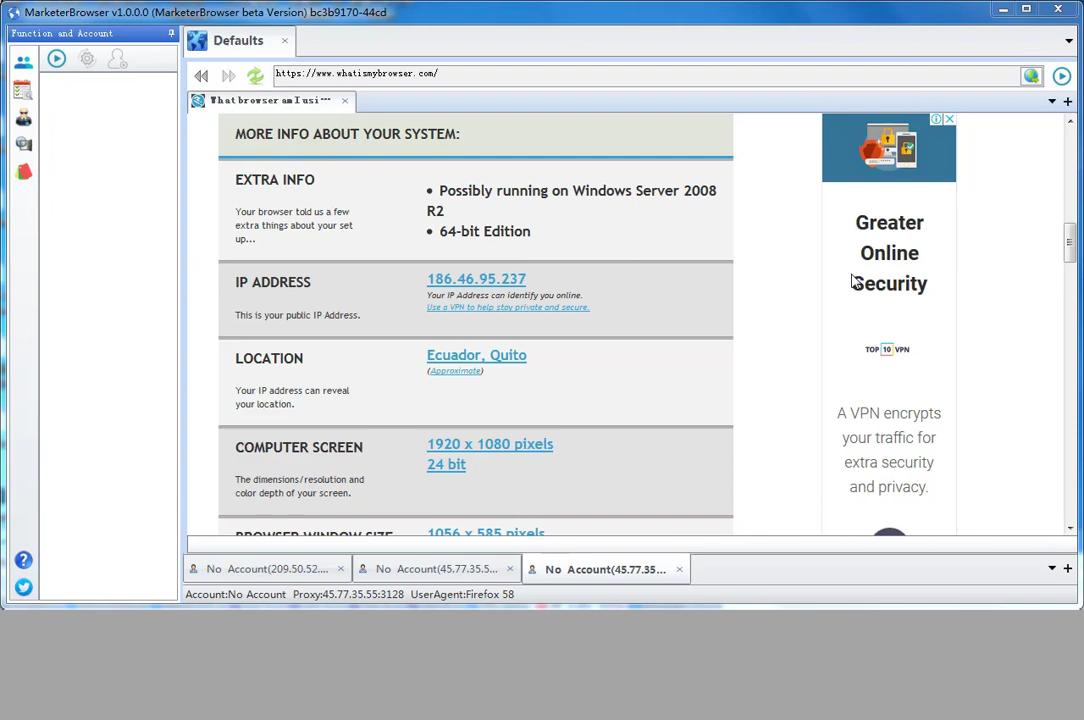 MarketerBrowser v1.0.0.0 (MarketerBrowser beta Version) bc3b9170-44cd
Function and Account
Defaults
https://www.whatismybrowser.com/
What browser am I usi···
MORE INFO ABOUT YOUR SYSTEM:
EXTRA INFO
Your browser told us a few
extra things about your set
up...
• Possibly running on Windows Server 2008
R2
• 64-bit Edition
IP ADDRESS
This is your public IP Address.
186.46.95.237
Your IP Address can identify you online.
Use a VPN to help stay private and secure.
LOCATION
Your IP address can reveal
your location.
Ecuador, Quito
(Approximate)
COMPUTER SCREEN
The dimensions/resolution and
color depth of your screen.
1920 x 1080 pixels
24 bit
BROWSER WINDOW SIZE
1056 x 585 pixels
Greater
Online
Security
TOP 10 VPN
A VPN encrypts
your traffic for
extra security
and privacy.
No Account(209.50.52....
No Account(45.77.35.5...
No Account(45.77.35....
Account:No Account Proxy:45.77.35.55:3128 UserAgent:Firefox 58